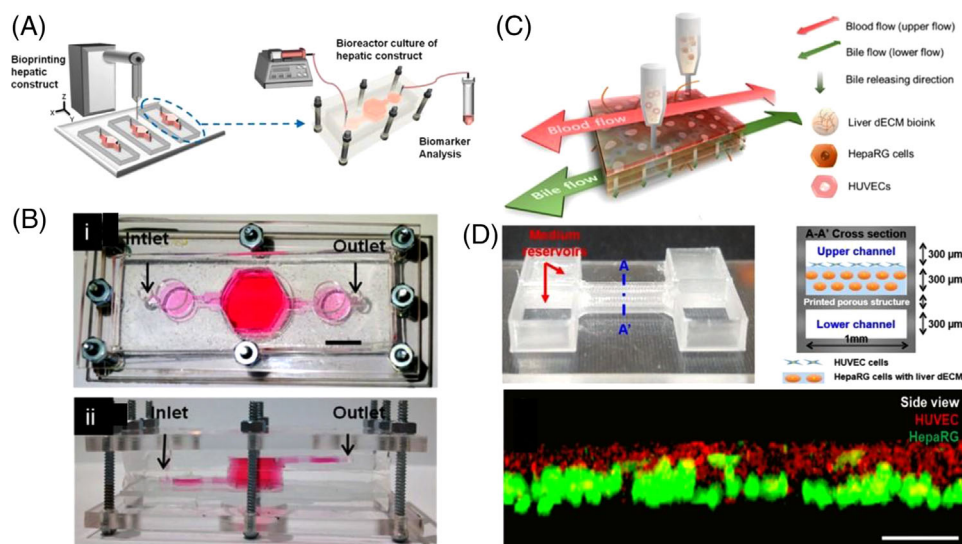 (A)
Bioprinting
hepatic
construct
Z
X
Y
Bioreactor culture of
hepatic construct
Biomarker
Analysis
(B)
i
Intlet
Outlet
ii
Inlet
Outlet
(C)
Blood flow
Bile flow
Blood flow (upper flow)
Bile flow (lower flow)
Bile releasing direction
Liver dECM bioink
HepaRG cells
HUVECs
(D)
Medium
reservoirs
A
A'
A-A' Cross section
Upper channel
Printed porous structure
Lower channel
1mm
300 μm
300 μm
300 μm
HUVEC cells
HepaRG cells with liver dECM
Side view
HUVEC
HepaRG